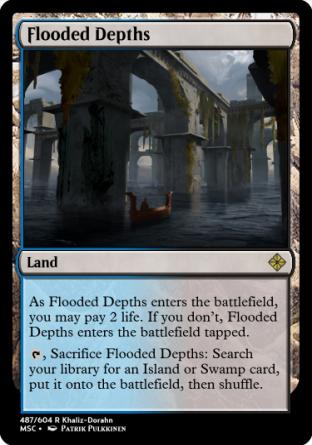 Flooded Depths
Land
As Flooded Depths enters the battlefield,
you may pay 2 life. If you don't, Flooded
Depths enters the battlefield tapped.
, Sacrifice Flooded Depths: Search
your library for an Island or Swamp card,
put it onto the battlefield, then shuffle.
487/604 R Khaliz-Dorahn
MSC • Patrik Pulkkinen